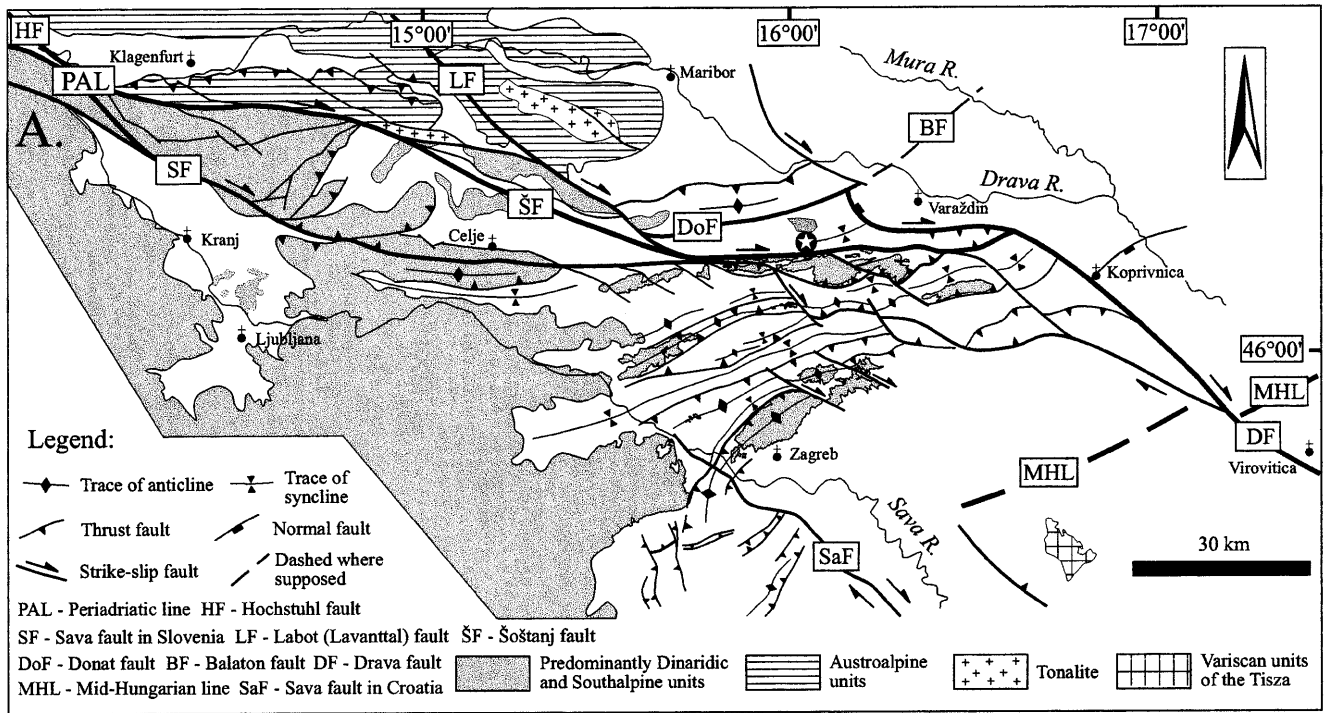 HF
15°00'
16°00'
17°00'
Klagenfurt
PAL
LF
Maribor
Mura R.
A.
BF
SF
Drava R.
ŠF
Varaždin
DoF
Kranj
Celje
Koprivnica
Ljubljana
46°00'
MHL
Legend:
DF
Zagreb
MHL
Virovitica
Trace of anticline
Trace of syncline
Thrust fault
Normal fault
Sava R.
Strike-slip fault
Dashed where supposed
SaF
30 km
PAL - Periadriatic line HF - Hochstuhl fault
SF - Sava fault in Slovenia LF - Labot (Lavanttal) fault ŠF - Šoštanj fault
DoF - Donat fault BF - Balaton fault DF - Drava fault
MHL - Mid-Hungarian line SaF - Sava fault in Croatia
Predominantly Dinaridic
and Southalpine units
Austroalpine
units
Tonalite
Variscan units
of the Tisza